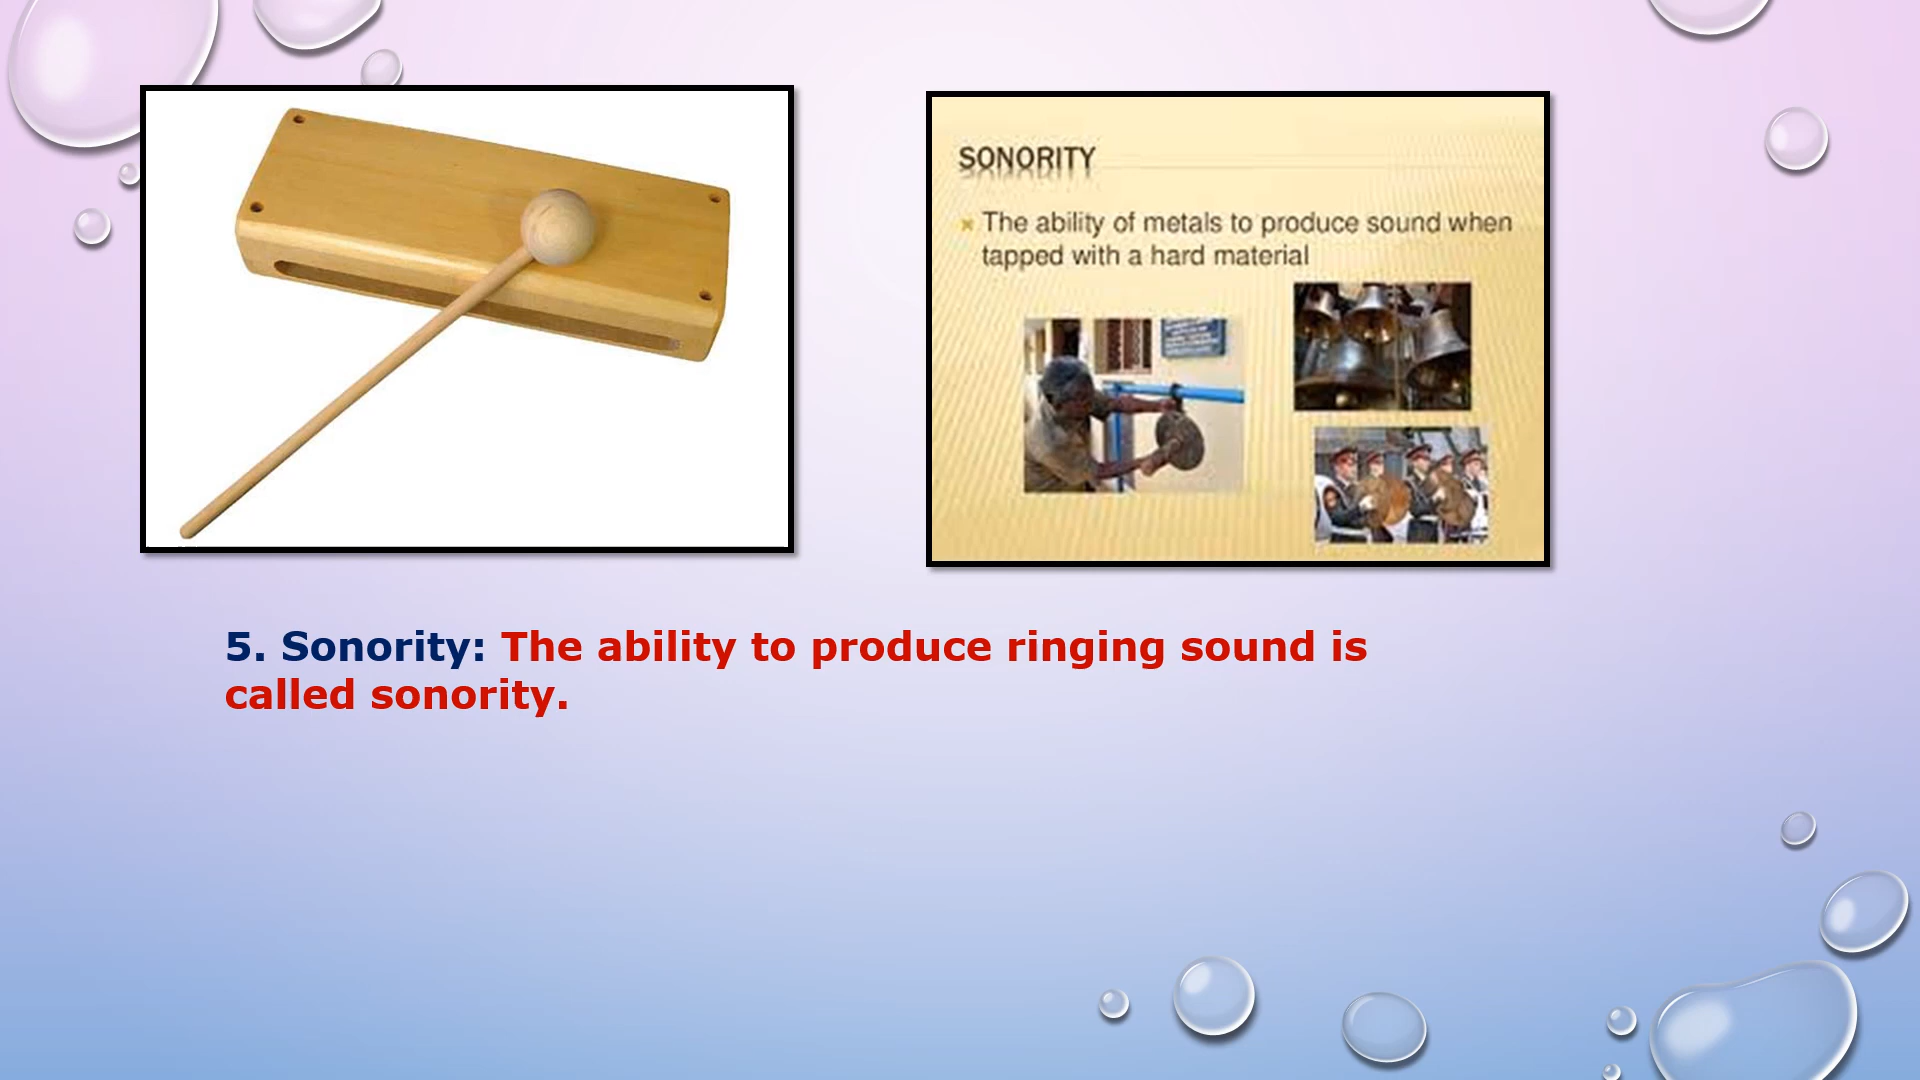 SONORITY
The ability of metals to produce sound when
tapped with a hard material
5. Sonority: The ability to produce ringing sound is
called sonority.